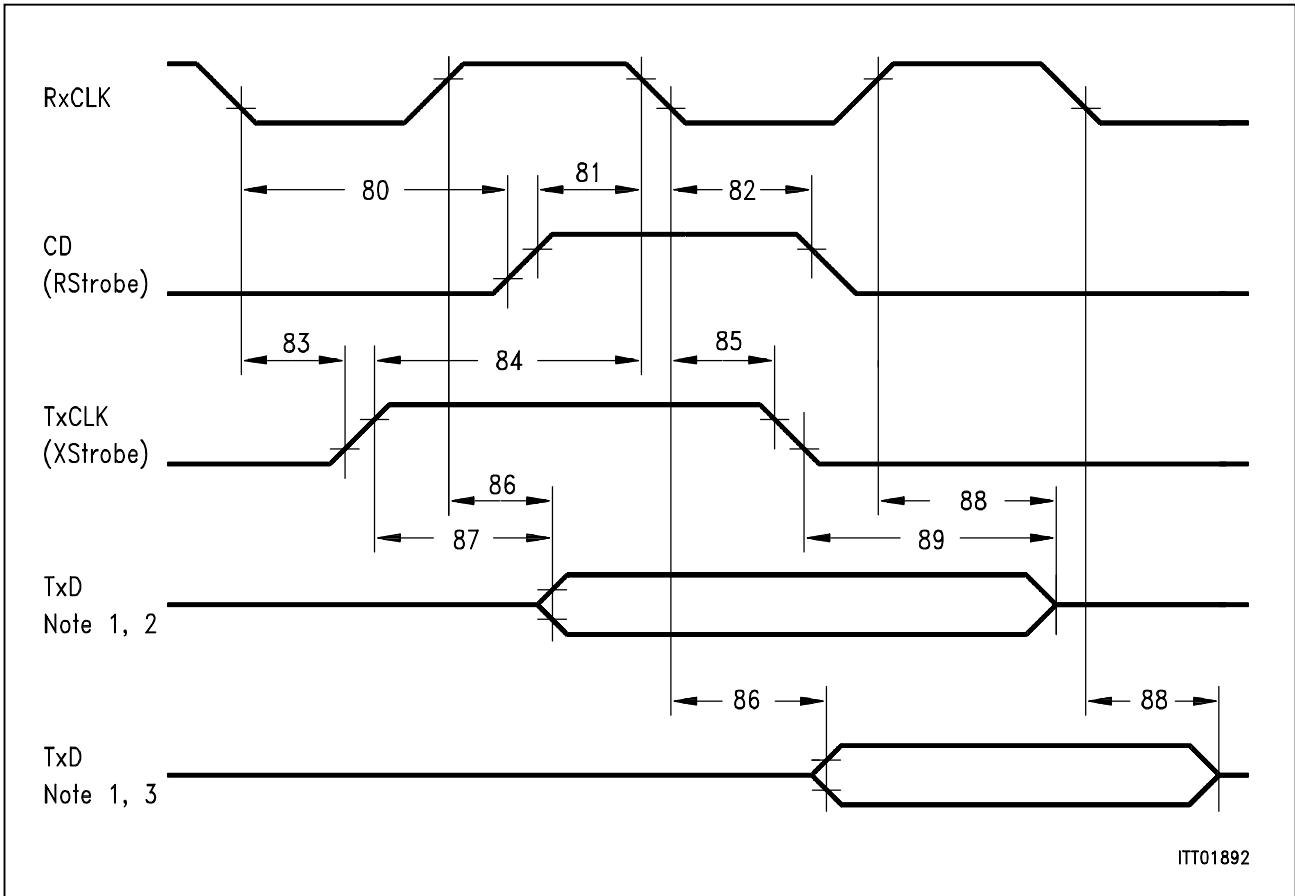 RxCLK
80
81
82
CD
(RStrobe)
83
84
85
TxCLK
(XStrobe)
86
88
87
89
TxD
Note 1, 2
86
88
TxD
Note 1, 3
ITT01892